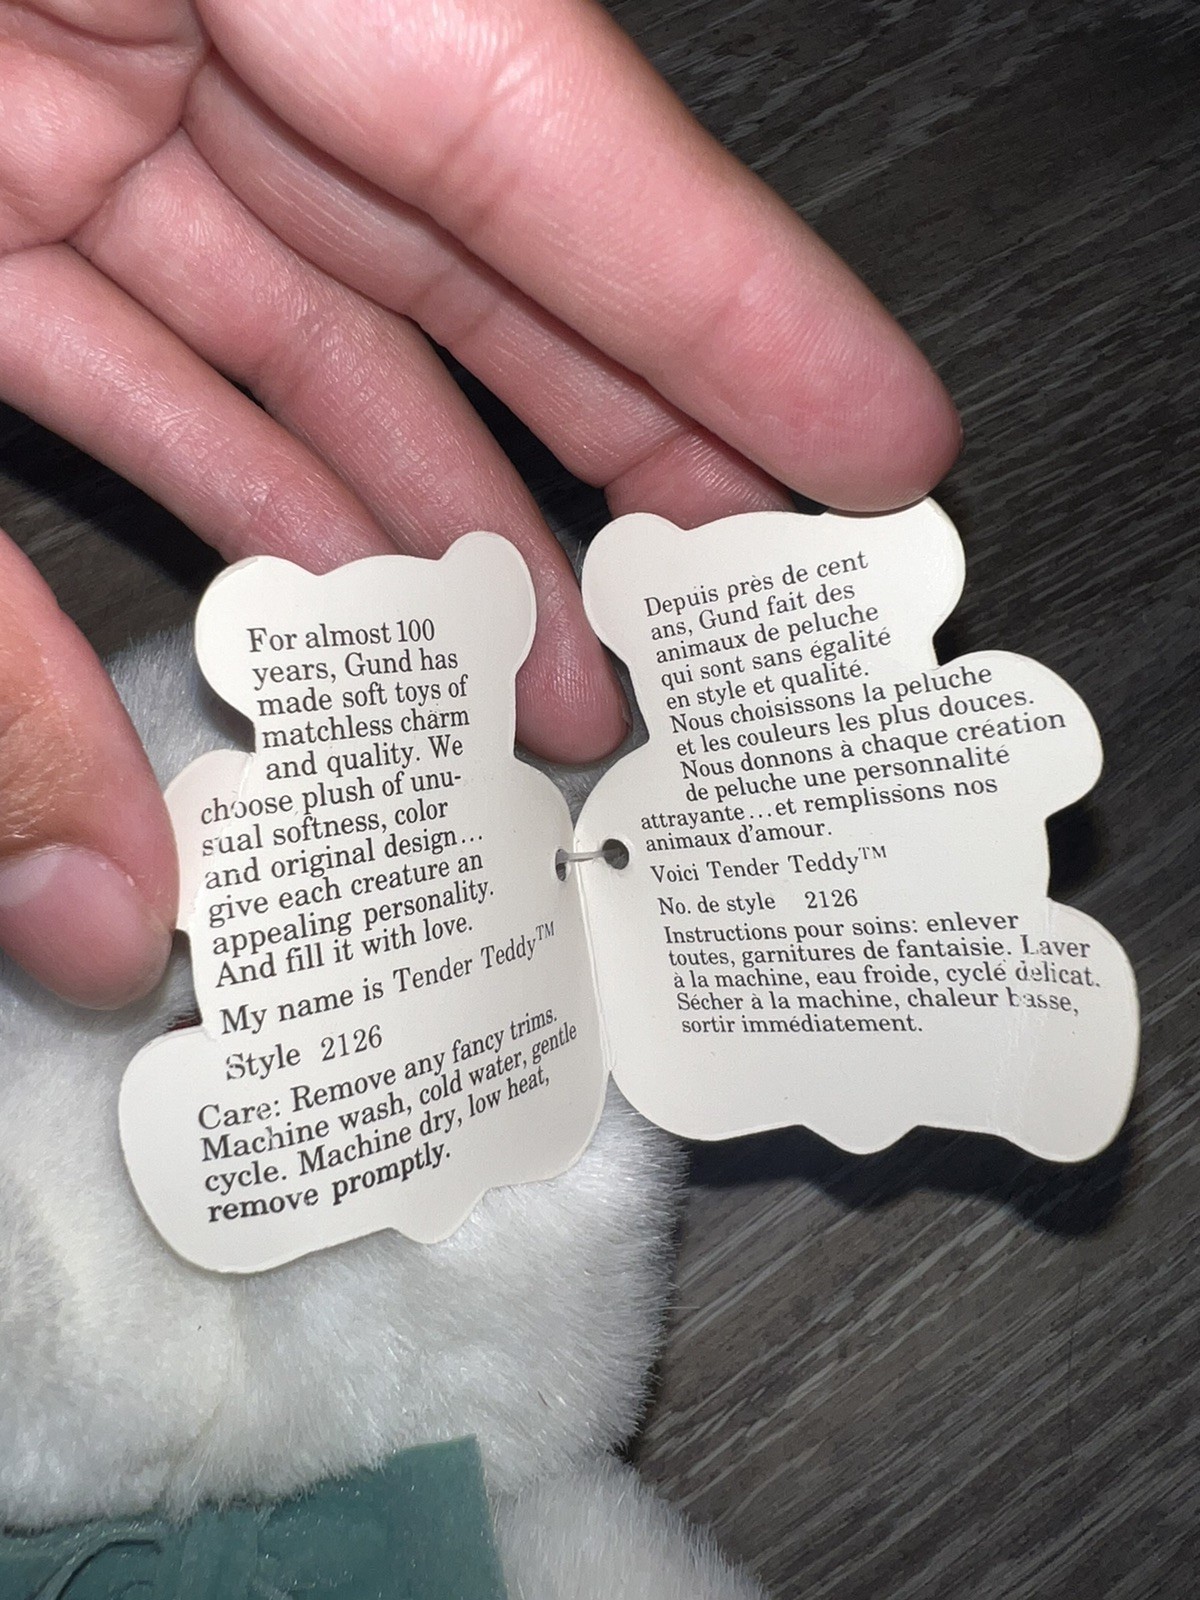 For almost 100
years, Gund has
made soft toys of
matchless charm
and quality. We
choose plush of unu-
sual softness, color
and original design...
give each creature an
appealing personality.
And fill it with love.
My name is Tender Teddy™
Style 2126
Care: Remove any fancy trims.
Machine wash, cold water, gentle
cycle. Machine dry, low heat,
remove promptly.
Depuis près de cent
ans, Gund fait des
animaux de peluche
qui sont sans égalité
en style et qualité.
Nous choisissons la peluche
et les couleurs les plus douces.
Nous donnons à chaque création
de peluche une personnalité
attrayante...et remplissons nos
animaux d'amour.
Voici Tender Teddy™
No. de style 2126
Instructions pour soins: enlever
toutes, garnitures de fantaisie. Laver
à la machine, eau froide, cyclé delicat.
Sécher à la machine, chaleur basse,
sortir immédiatement.